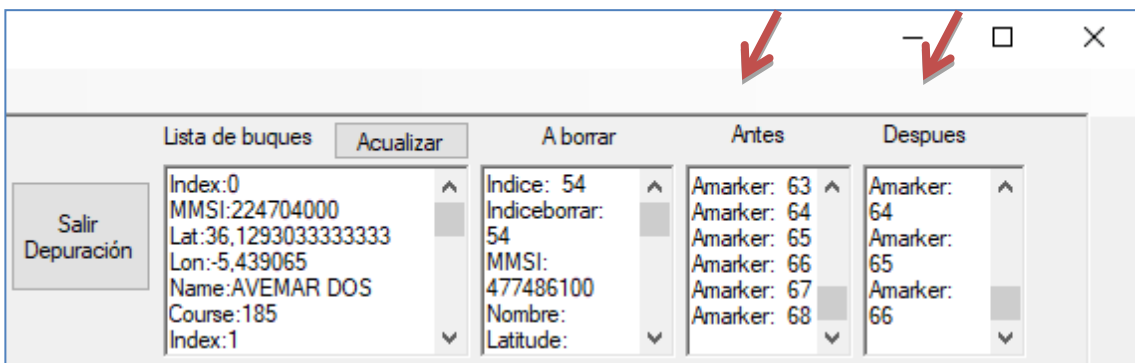 Lista de buques Acualizar A borrar Antes Despues
Salir
Depuración
Index:0
MMSI:224704000
Lat:36,1293033333333
Lon:-5,439065
Name:AVEMAR DOS
Course:185
Index:1
Indice: 54
Indiceborrar:
54
MMSI:
477486100
Nombre:
Latitude:
Amarker: 63
Amarker: 64
Amarker: 65
Amarker: 66
Amarker: 67
Amarker: 68
Amarker:
64
Amarker:
65
Amarker:
66